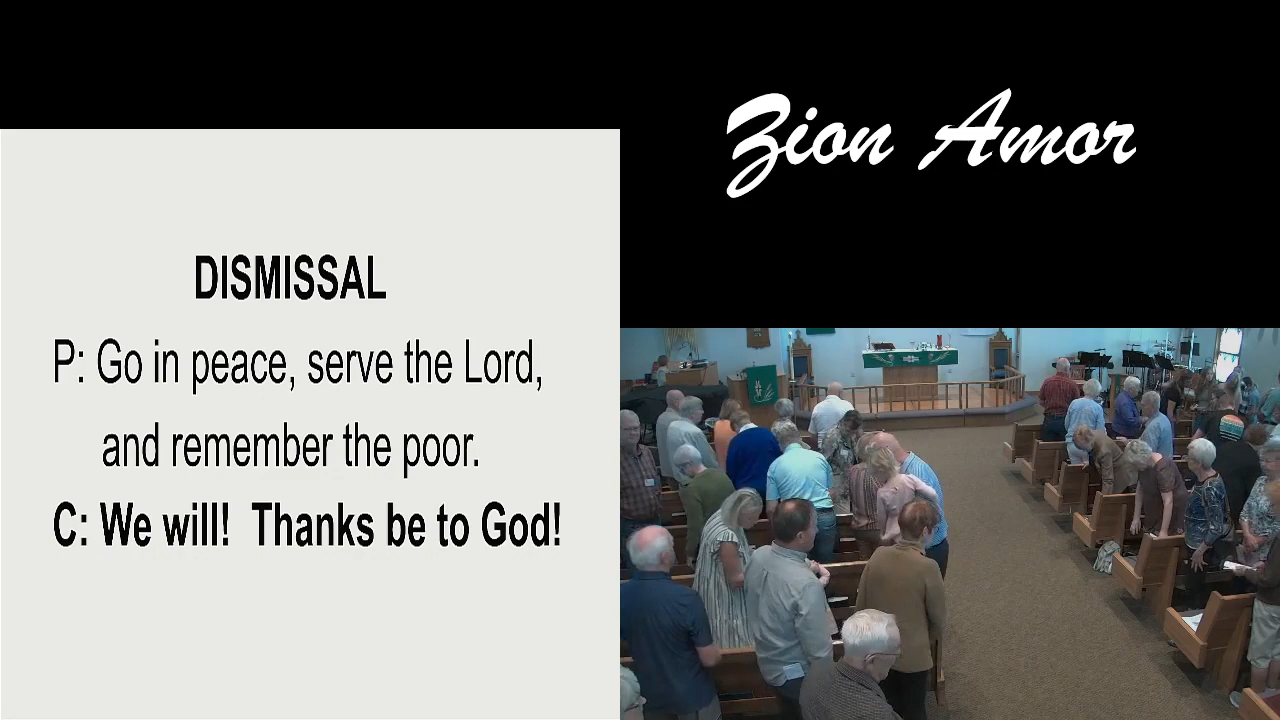 Zion Amor
DISMISSAL
P: Go in peace, serve the Lord,
and remember the poor.
C: We will!  Thanks be to God!